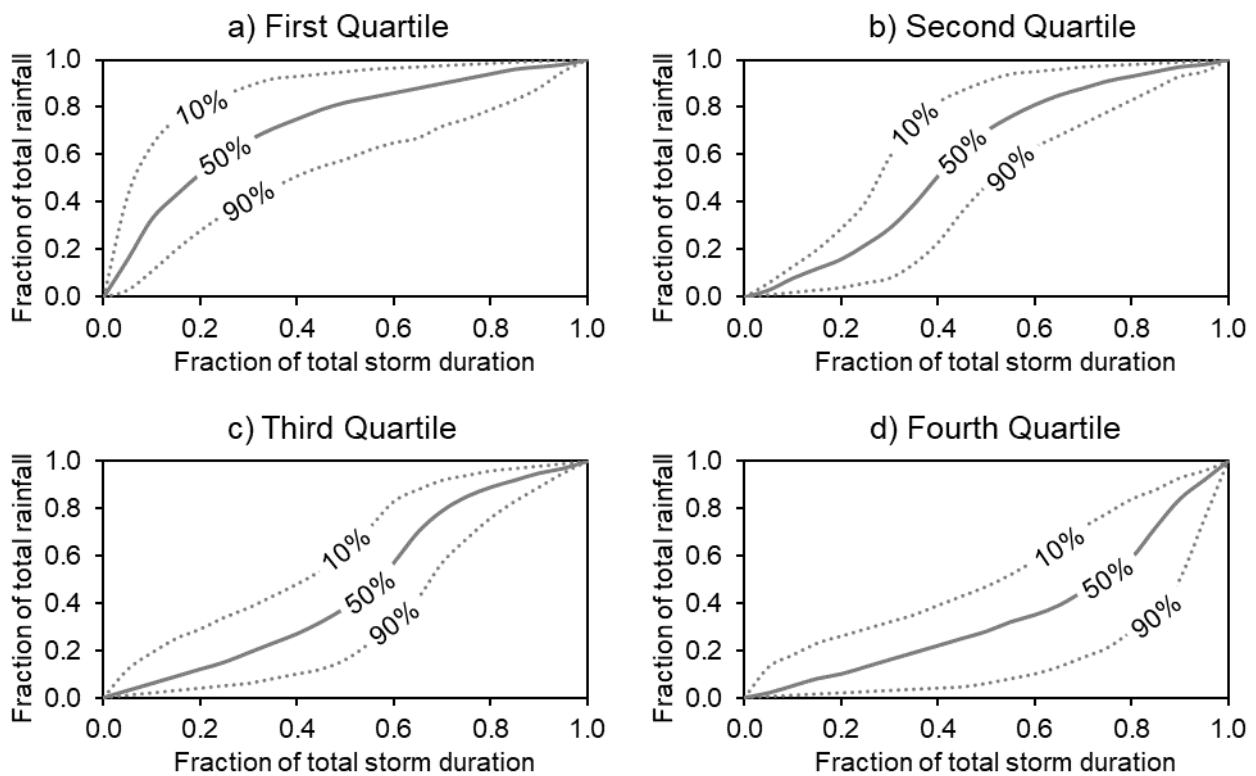 a) First Quartile
Fraction of total rainfall
1.0
0.8
0.6
0.4
0.2
0.0
10%
50%
90%
0.0 0.2 0.4 0.6 0.8 1.0
Fraction of total storm duration
b) Second Quartile
Fraction of total rainfall
1.0
0.8
0.6
0.4
0.2
0.0
10%
50%
90%
0.0 0.2 0.4 0.6 0.8 1.0
Fraction of total storm duration
c) Third Quartile
Fraction of total rainfall
1.0
0.8
0.6
0.4
0.2
0.0
10%
50%
90%
0.0 0.2 0.4 0.6 0.8 1.0
Fraction of total storm duration
d) Fourth Quartile
Fraction of total rainfall
1.0
0.8
0.6
0.4
0.2
0.0
10%
50%
90%
0.0 0.2 0.4 0.6 0.8 1.0
Fraction of total storm duration